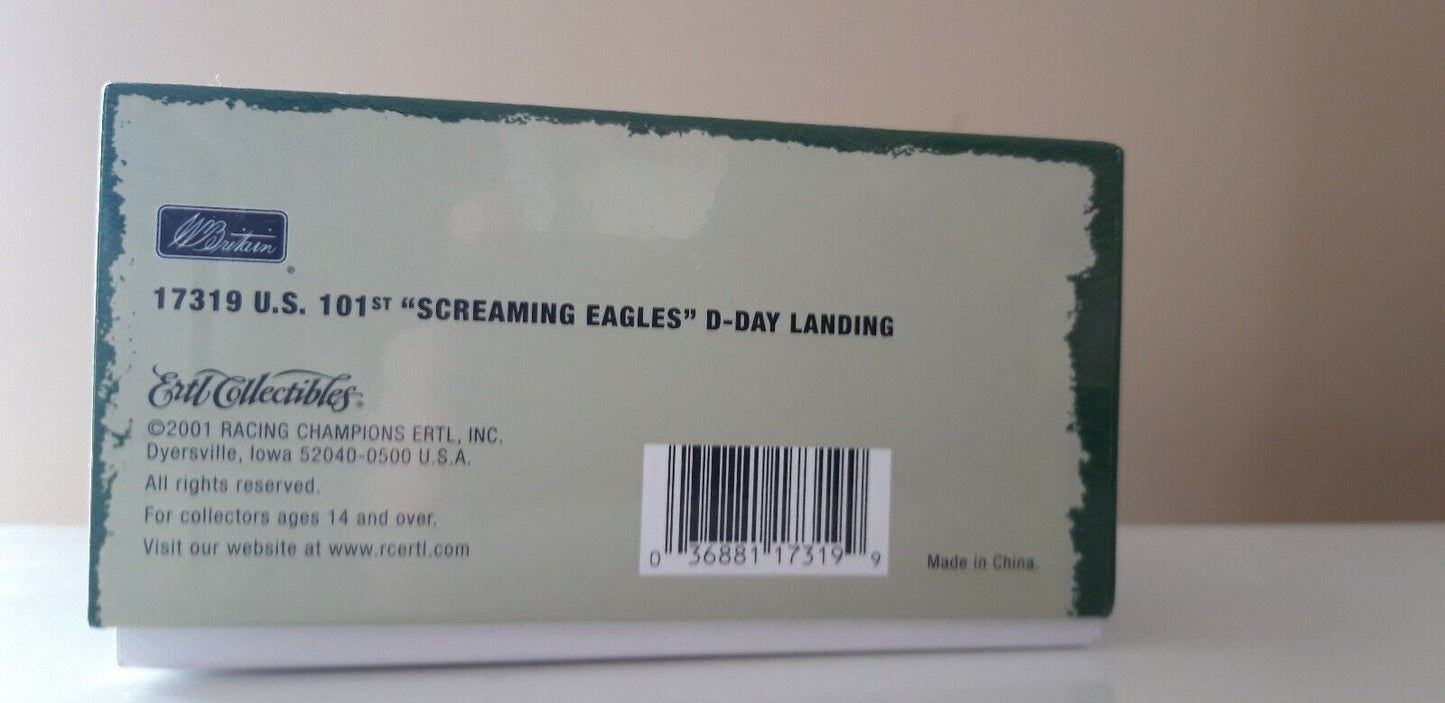 WBritain®
17319 U.S. 101ST “SCREAMING EAGLES” D-DAY LANDING
Ertl Collectibles®
©2001 RACING CHAMPIONS ERTL, INC.
Dyersville, Iowa 52040-0500 U.S.A.
All rights reserved.
For collectors ages 14 and over.
Visit our website at www.rcertl.com
0 36881 17319 9
Made in China.